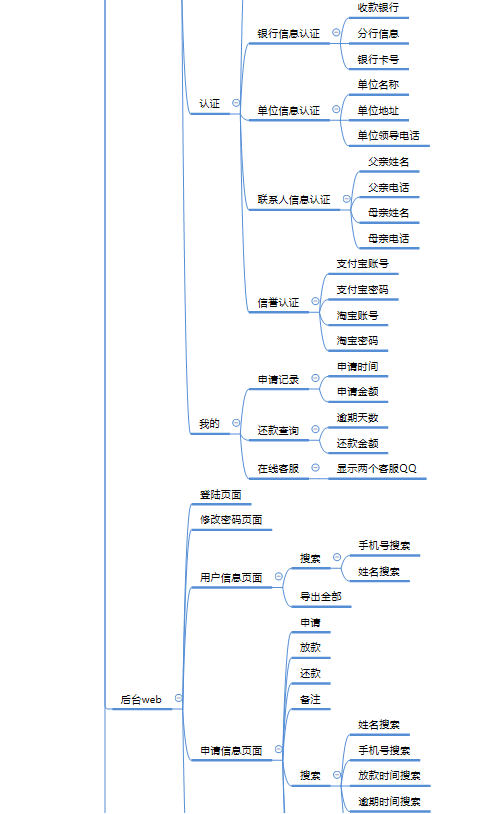 收款银行
银行信息认证
分行信息
银行卡号
认证
单位名称
单位信息认证
单位地址
单位领导电话
父亲姓名
父亲电话
联系人信息认证
母亲姓名
母亲电话
支付宝账号
支付宝密码
信誉认证
淘宝账号
淘宝密码
申请时间
申请记录
申请金额
我的
逾期天数
还款查询
还款金额
在线客服
显示两个客服QQ
登陆页面
修改密码页面
手机号搜索
搜索
姓名搜索
用户信息页面
导出全部
申请
放款
还款
后台web
备注
姓名搜索
申请信息页面
手机号搜索
搜索
放款时间搜索
逾期时间搜索